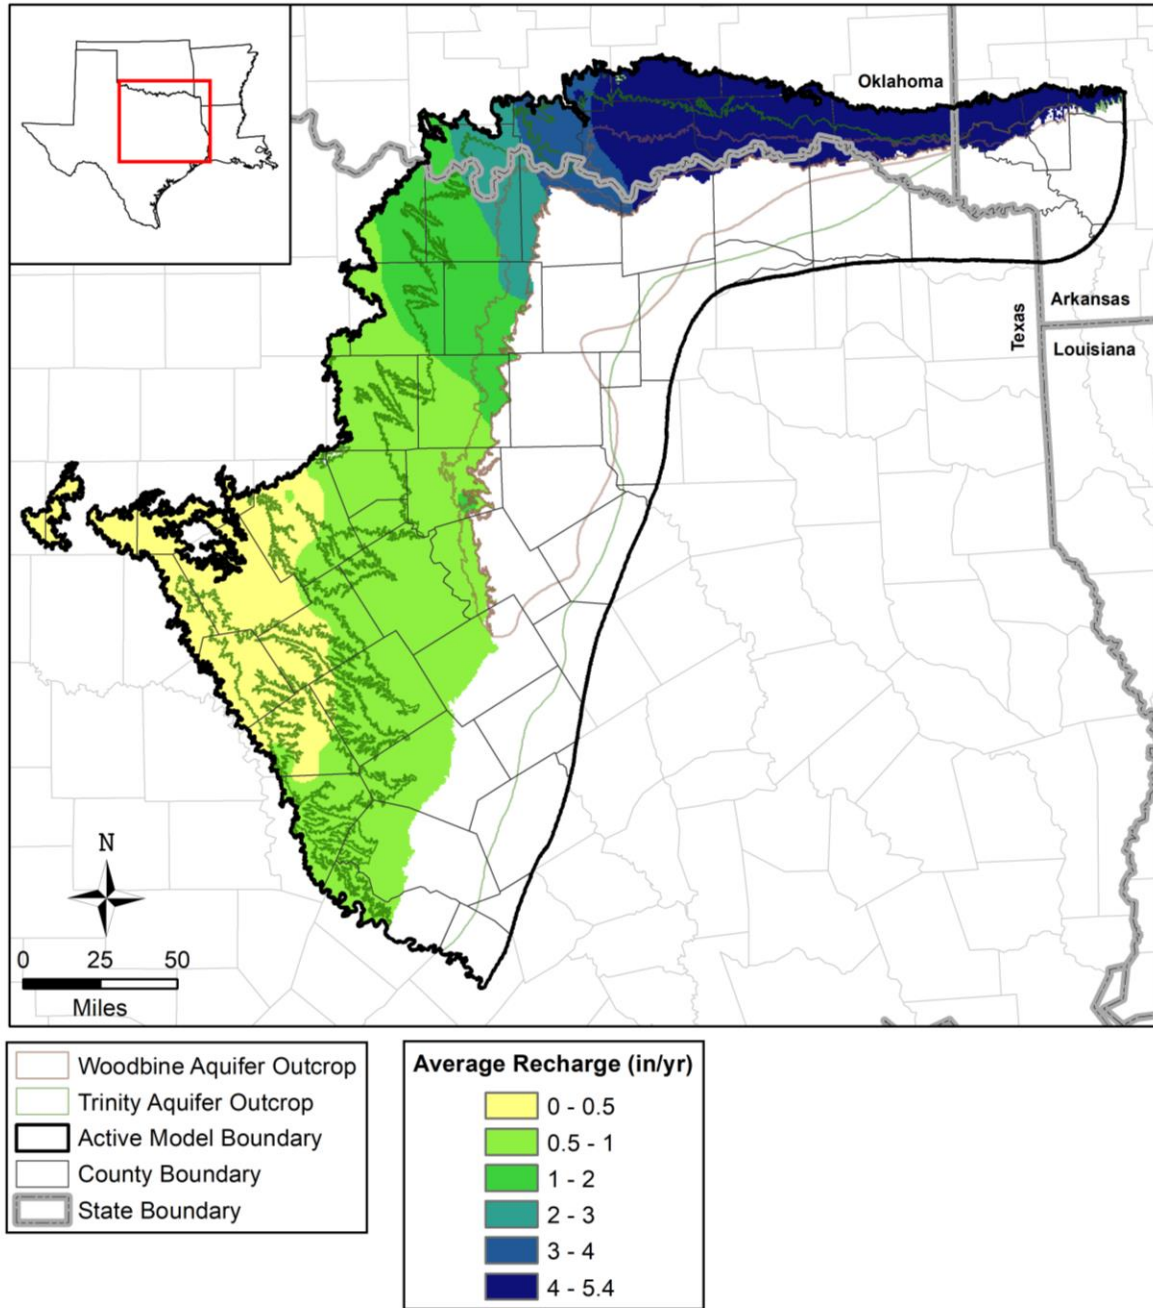 Oklahoma
Arkansas
Texas
Louisiana
N
0 25 50
Miles
Woodbine Aquifer Outcrop
Trinity Aquifer Outcrop
Active Model Boundary
County Boundary
State Boundary
Average Recharge (in/yr)
0 - 0.5
0.5 - 1
1 - 2
2 - 3
3 - 4
4 - 5.4